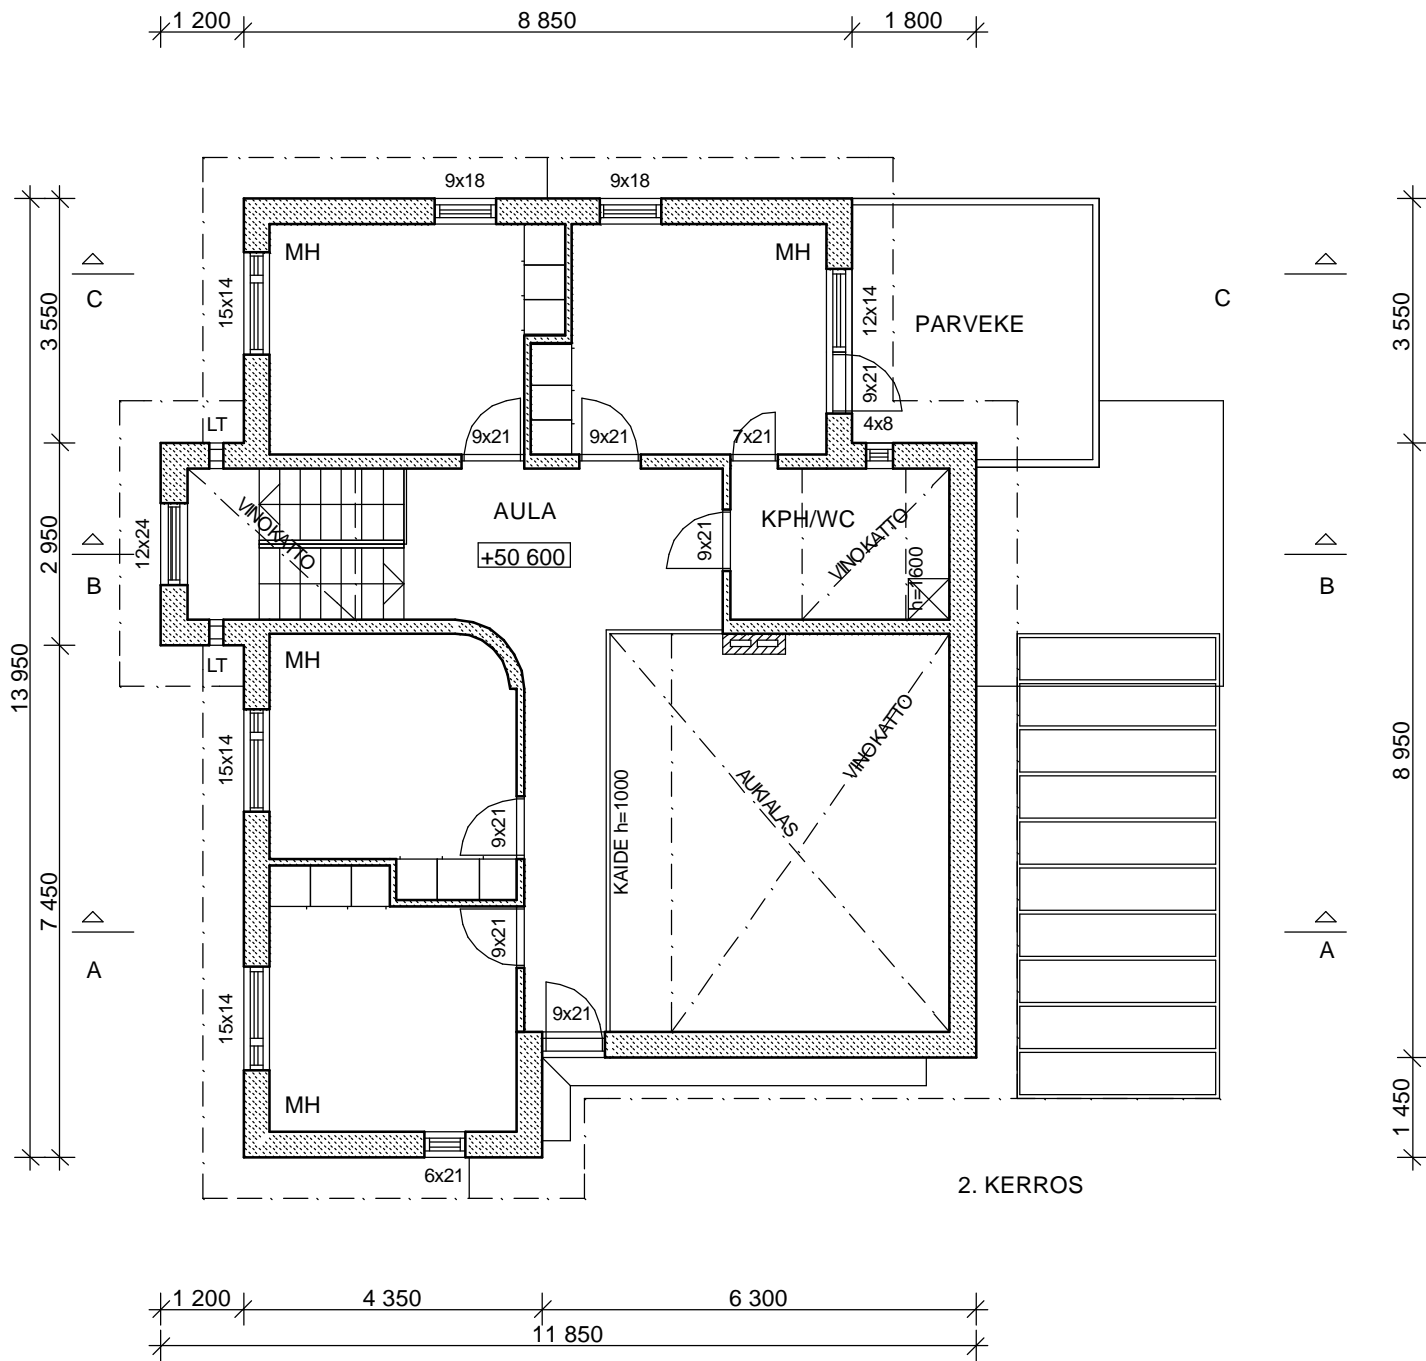 1 200
8 850
1 800
9x18
9x18
MH
MH
C
15x14
12x14
PARVEKE
C
3 550
3 550
9x21
LT
9x21
9x21
7x21
4x8
12x24
VINOKATTO
AULA
+50 600
9x21
KPH/WC
VINOKATTO
h=1600
2 950
B
B
LT
MH
13 950
15x14
9x21
KAIDE h=1000
AUKI ALAS
VINOKATTO
8 950
7 450
A
9x21
A
15x14
9x21
MH
1 450
6x21
2. KERROS
1 200
4 350
6 300
11 850